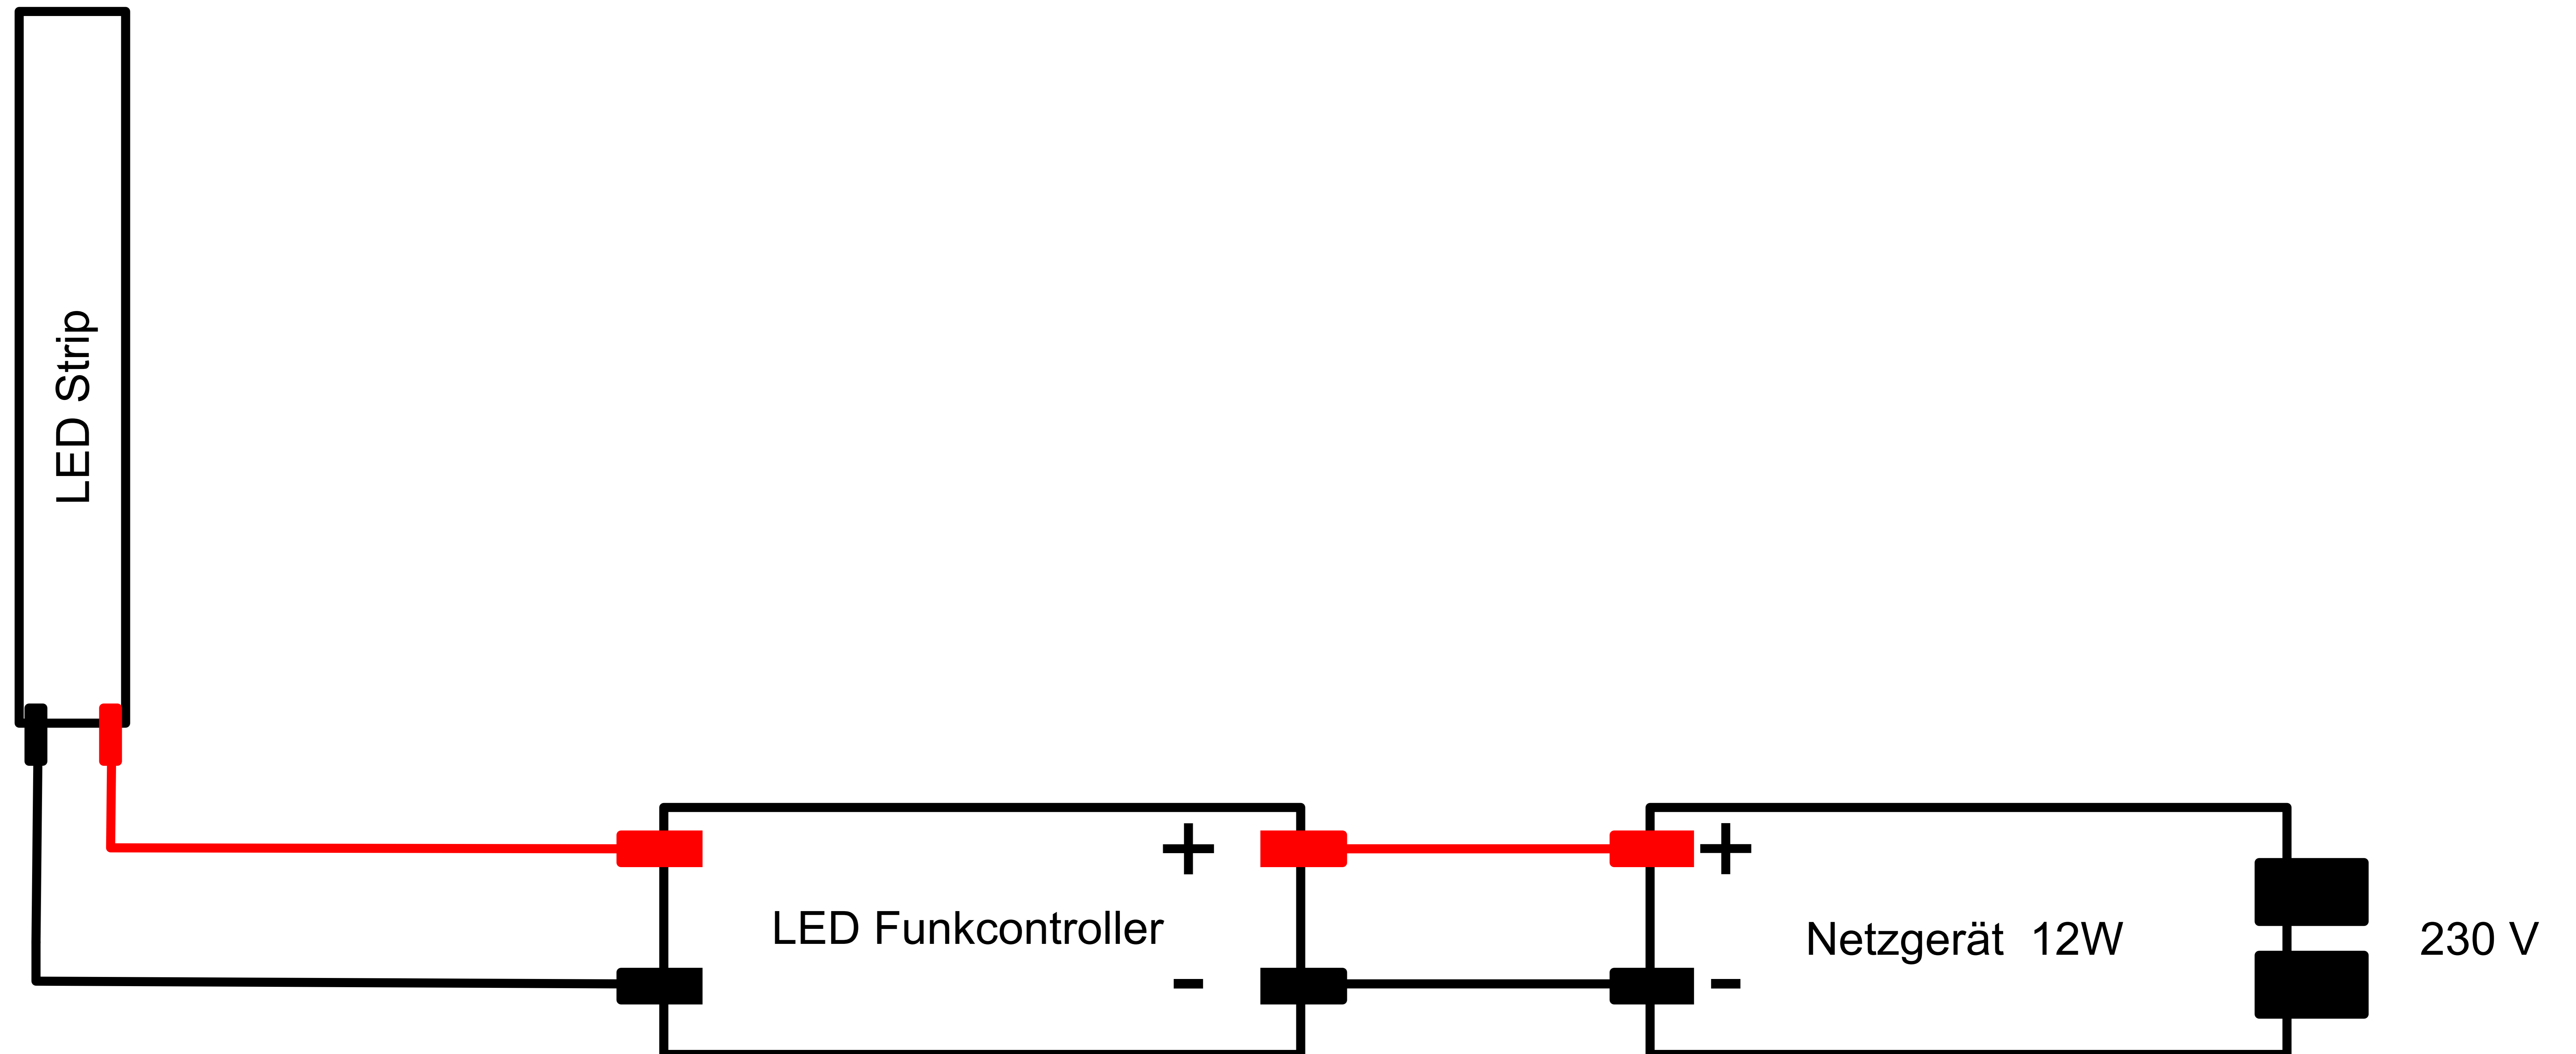 LED Strip
+
+
LED Funkcontroller
Netzgerät 12W
230 V
-
-